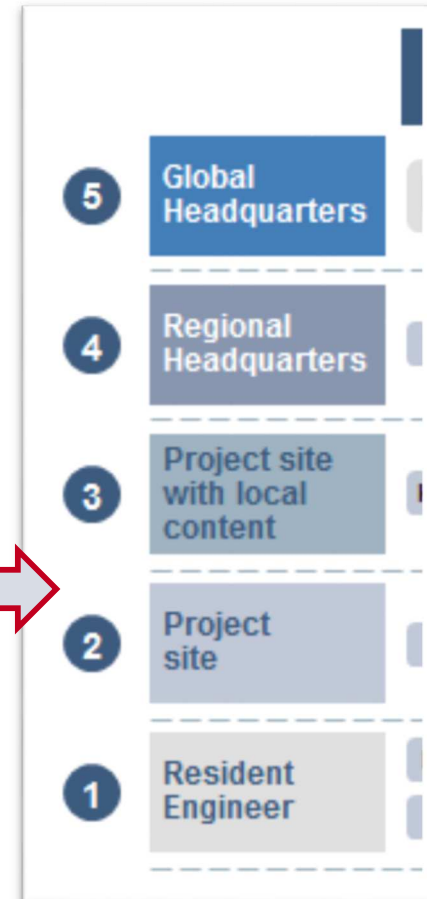 5
Global
Headquarters
4
Regional
Headquarters
3
Project site
with local
content
2
Project
site
1
Resident
Engineer